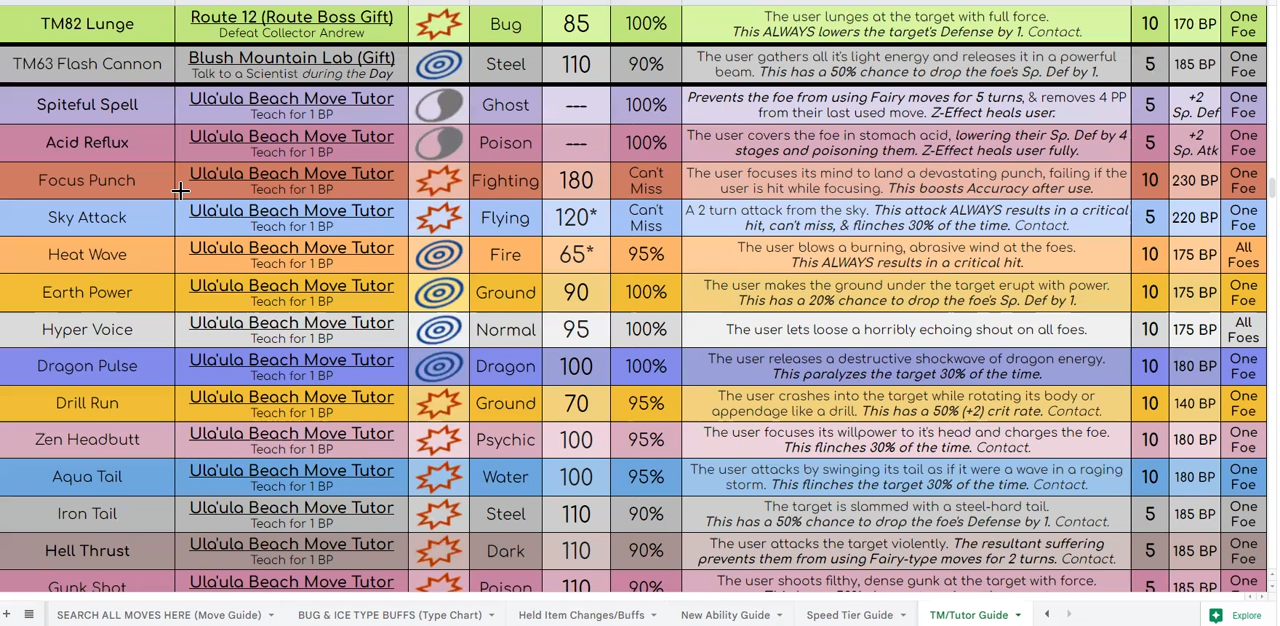 TM82 Lunge Route 12 (Route Boss Gift) Bug 85 100% The user lunges at the target with full force. 10 170 BP One
Defeat Collector Andrew This ALWAYS lowers the target's Defense by 1. Contact. Foe
TM63 Flash Cannon Blush Mountain Lab (Gift) Steel 110 90% The user gathers all it's light energy and releases it in a powerful 5 185 BP One
Talk to a Scientist during the Day beam. This has a 50% chance to drop the foe's Sp. Def by 1. Foe
Spiteful Spell Ula'ula Beach Move Tutor Ghost --- 100% Prevents the foe from using Fairy moves for 5 turns, & removes 4 PP 5 +2 One
Teach for 1 BP from their last used move. Z-Effect heals user. Sp. Def Foe
Acid Reflux Ula'ula Beach Move Tutor Poison --- 100% The user covers the foe in stomach acid, lowering their Sp. Def by 4 5 +2 One
Teach for 1 BP stages and poisoning them. Z-Effect heals user fully. Sp. Atk Foe
Focus Punch Ula'ula Beach Move Tutor Fighting 180 Can't The user focuses its mind to land a devastating punch, failing if the 10 230 BP One
Teach for 1 BP Miss user is hit while focusing. This boosts Accuracy after use. Foe
Sky Attack Ula'ula Beach Move Tutor Flying 120* Can't A 2 turn attack from the sky. This attack ALWAYS results in a critical 5 220 BP One
Teach for 1 BP Miss hit, can't miss, & flinches 30% of the time. Contact. Foe
Heat Wave Ula'ula Beach Move Tutor Fire 65* 95% The user blows a burning, abrasive wind at the foes. 10 175 BP All
Teach for 1 BP This ALWAYS results in a critical hit. Foes
Earth Power Ula'ula Beach Move Tutor Ground 90 100% The user makes the ground under the target erupt with power. 10 175 BP One
Teach for 1 BP This has a 20% chance to drop the foe's Sp. Def by 1. Foe
Hyper Voice Ula'ula Beach Move Tutor Normal 95 100% The user lets loose a horribly echoing shout on all foes. 10 175 BP All
Teach for 1 BP Foes
Dragon Pulse Ula'ula Beach Move Tutor Dragon 100 100% The user releases a destructive shockwave of dragon energy. 10 180 BP One
Teach for 1 BP This paralyzes the target 30% of the time. Foe
Drill Run Ula'ula Beach Move Tutor Ground 70 95% The user crashes into the target while rotating its body or 10 140 BP One
Teach for 1 BP appendage like a drill. This has a 50% (+2) crit rate. Contact. Foe
Zen Headbutt Ula'ula Beach Move Tutor Psychic 100 95% The user focuses its willpower to it's head and charges the foe. 10 180 BP One
Teach for 1 BP This flinches 30% of the time. Contact. Foe
Aqua Tail Ula'ula Beach Move Tutor Water 100 95% The user attacks by swinging its tail as if it were a wave in a raging 10 180 BP One
Teach for 1 BP storm. This flinches the target 30% of the time. Contact. Foe
Iron Tail Ula'ula Beach Move Tutor Steel 110 90% The target is slammed with a steel-hard tail. 5 185 BP One
Teach for 1 BP This has a 50% chance to drop the foe's Defense by 1. Contact. Foe
Hell Thrust Ula'ula Beach Move Tutor Dark 110 90% The user attacks the target violently. The resultant suffering 5 185 BP One
Teach for 1 BP prevents them from using Fairy-type moves for 2 turns. Contact. Foe
Gunk Shot Ula'ula Beach Move Tutor Poison 110 90% The user shoots filthy, dense gunk at the target with force. 5 185 BP One
+ SEARCH ALL MOVES HERE (Move Guide) BUG & ICE TYPE BUFFS (Type Chart) Held Item Changes/Buffs New Ability Guide Speed Tier Guide TM/Tutor Guide Explore